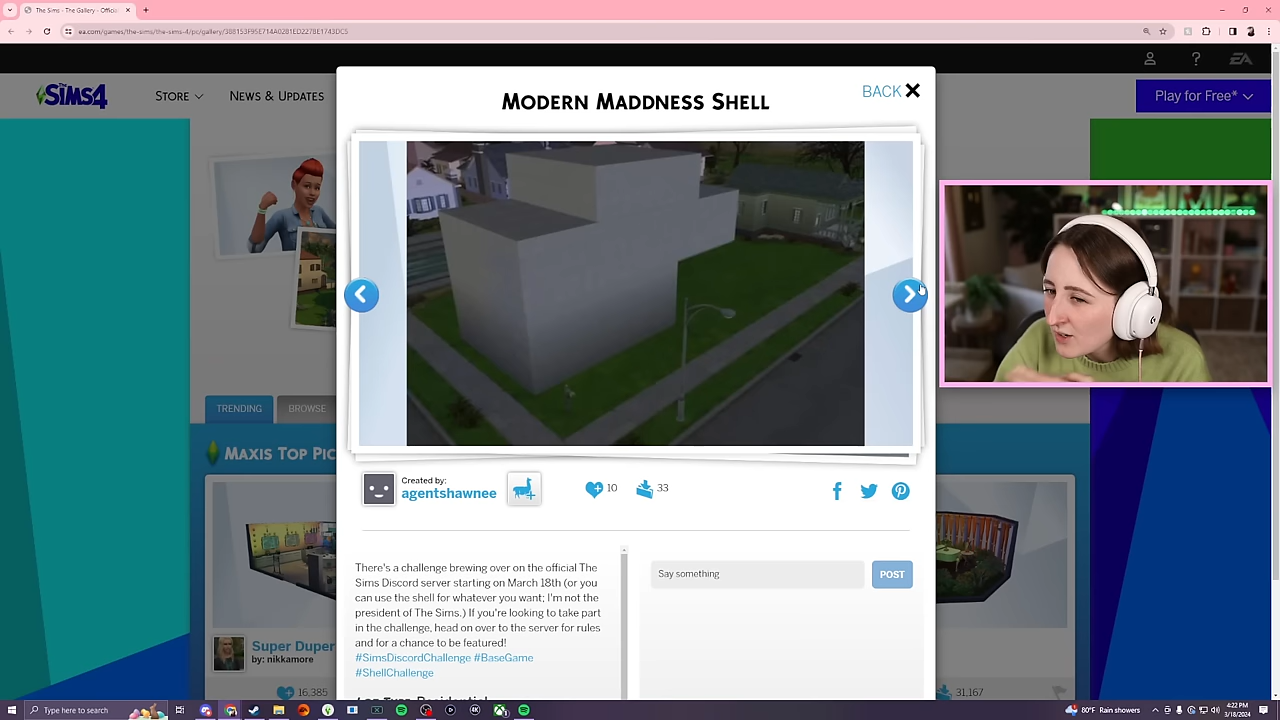 The Sims - The Gallery - Offici
ea.com/games/the-sims/the-sims-4/pc/gallery/
EA
The SIMS4
STORE
NEWS & UPDATES
Play for Free*
MODERN MADDNESS SHELL
BACK
TRENDING
BROWSE
MAXIS TOP PIC
Created by:
agentshawnee
10
33
There's a challenge brewing over on the official The
Sims Discord server starting on March 18th (or you
can use the shell for whatever you want; I'm not the
president of The Sims.) If you're looking to take part
in the challenge, head on over to the server for rules
and for a chance to be featured!
#SimsDiscordChallenge #BaseGame
#ShellChallenge
Say something
POST
Super Duper
by: nikkamore
16,385
31,167
Type here to search
80°F Rain showers
4:22 PM
3/18/2024